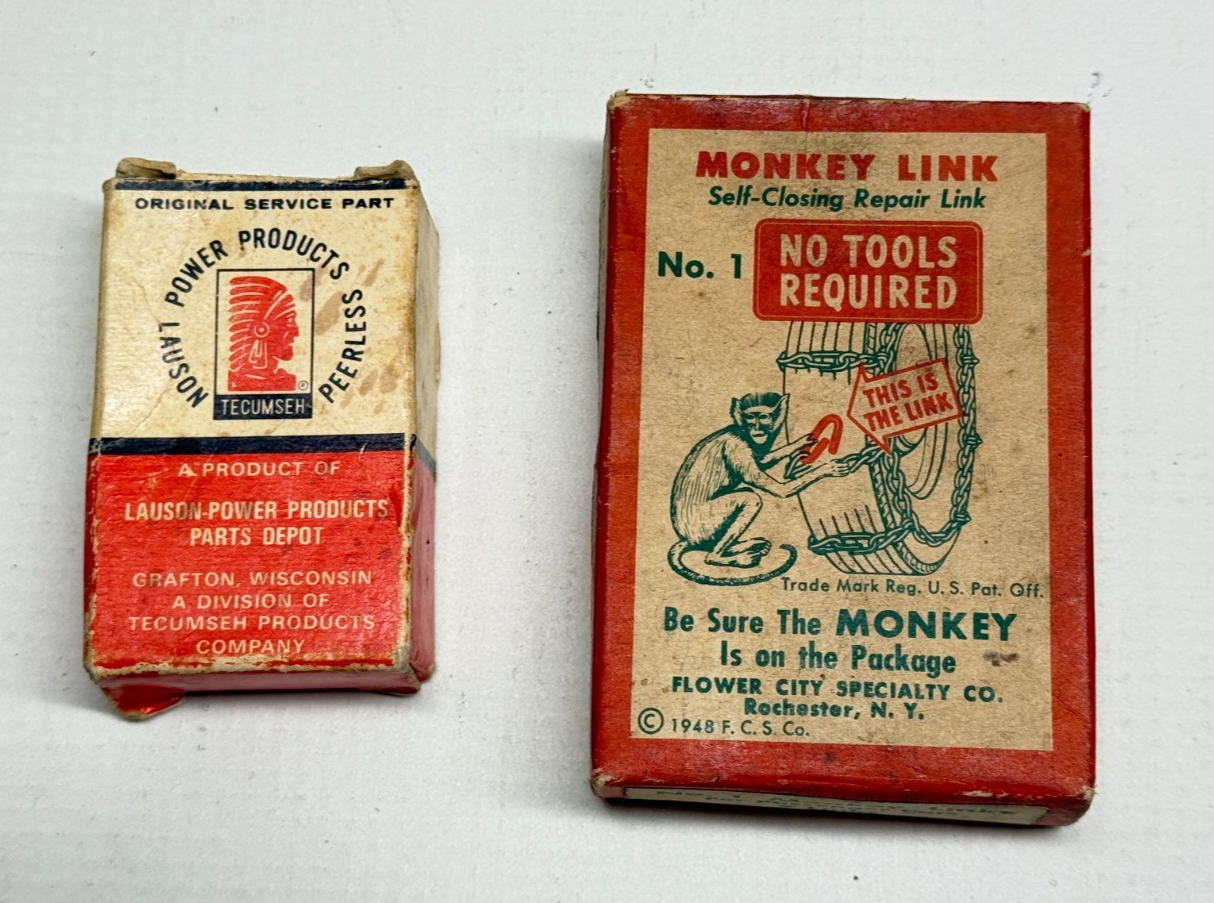 ORIGINAL SERVICE PART
LAUSON POWER PRODUCTS PEERLESS
®
TECUMSEH
A PRODUCT OF
LAUSON-POWER PRODUCTS
PARTS DEPOT
GRAFTON, WISCONSIN
A DIVISION OF
TECUMSEH PRODUCTS
COMPANY
MONKEY LINK
Self-Closing Repair Link
No. 1
NO TOOLS
REQUIRED
THIS IS
THE LINK
Trade Mark Reg. U. S. Pat. Off.
Be Sure The MONKEY
Is on the Package
FLOWER CITY SPECIALTY CO.
Rochester, N. Y.
© 1948 F. C. S. Co.